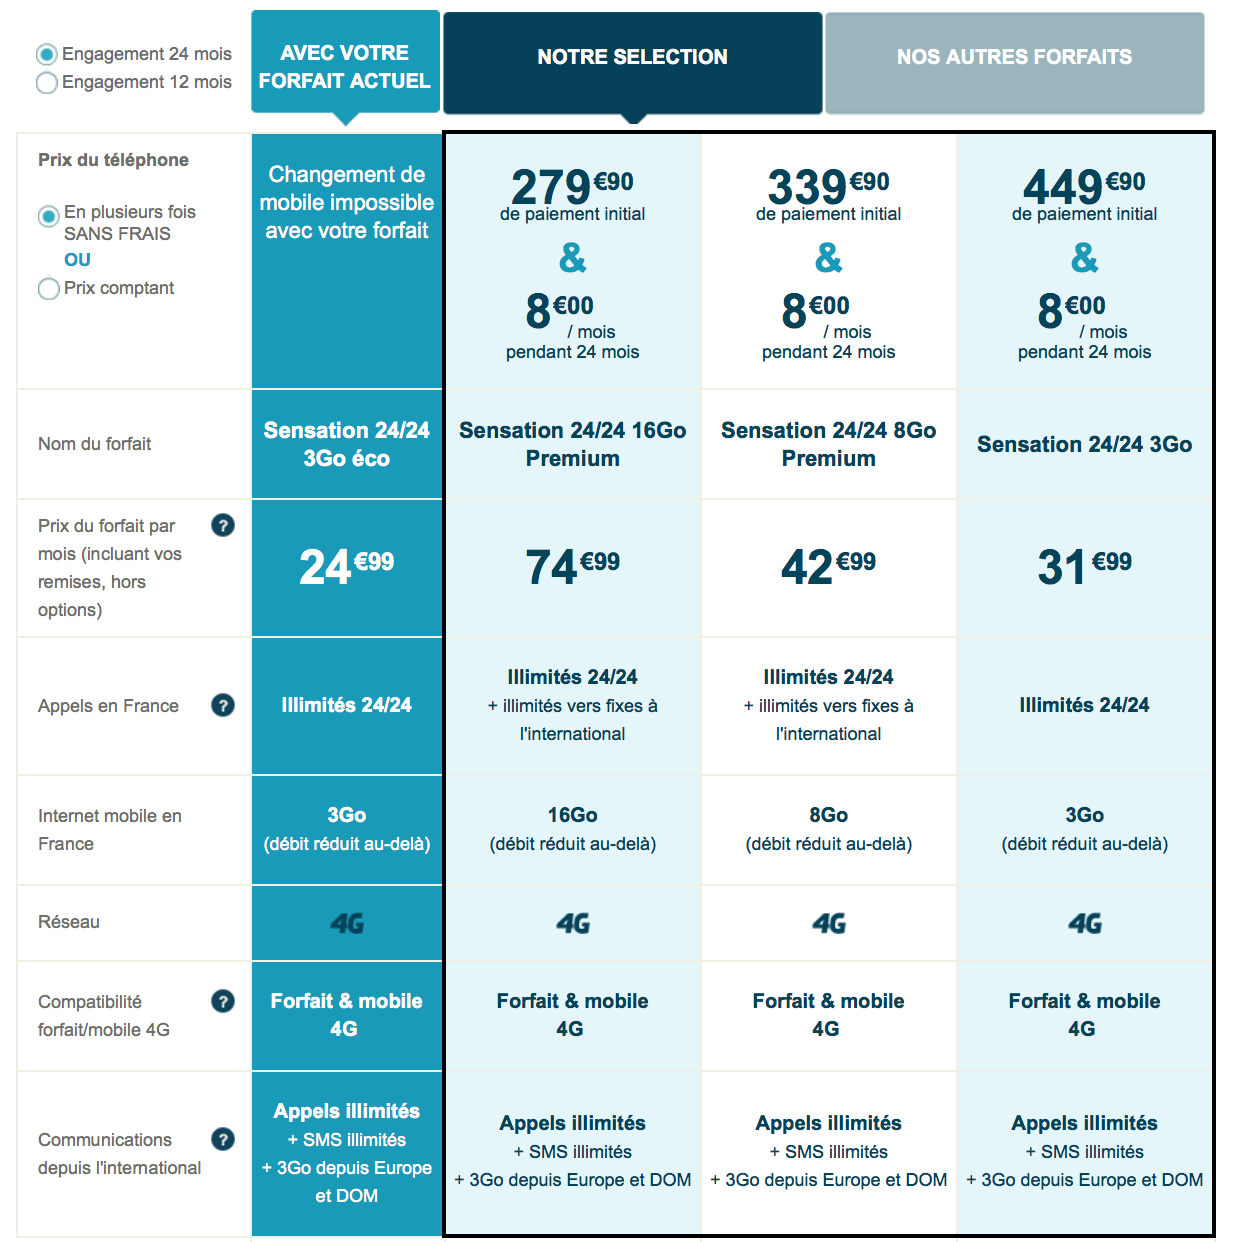 Engagement 24 mois
Engagement 12 mois
AVEC VOTRE
FORFAIT ACTUEL
NOTRE SELECTION
NOS AUTRES FORFAITS
Prix du téléphone
En plusieurs fois
SANS FRAIS
OU
Prix comptant
Changement de
mobile impossible
avec votre forfait
279€90
de paiement initial
&
8€00
/ mois
pendant 24 mois
339€90
de paiement initial
&
8€00
/ mois
pendant 24 mois
449€90
de paiement initial
&
8€00
/ mois
pendant 24 mois
Nom du forfait
Sensation 24/24
3Go éco
Sensation 24/24 16Go
Premium
Sensation 24/24 8Go
Premium
Sensation 24/24 3Go
Prix du forfait par
mois (incluant vos
remises, hors
options)
?
24€99
74€99
42€99
31€99
Appels en France
?
Illimités 24/24
Illimités 24/24
+ illimités vers fixes à
l'international
Illimités 24/24
+ illimités vers fixes à
l'international
Illimités 24/24
Internet mobile en
France
3Go
(débit réduit au-delà)
16Go
(débit réduit au-delà)
8Go
(débit réduit au-delà)
3Go
(débit réduit au-delà)
Réseau
4G
4G
4G
4G
Compatibilité
forfait/mobile 4G
?
Forfait & mobile
4G
Forfait & mobile
4G
Forfait & mobile
4G
Forfait & mobile
4G
Communications
depuis l'international
?
Appels illimités
+ SMS illimités
+ 3Go depuis Europe
et DOM
Appels illimités
+ SMS illimités
+ 3Go depuis Europe et DOM
Appels illimités
+ SMS illimités
+ 3Go depuis Europe et DOM
Appels illimités
+ SMS illimités
+ 3Go depuis Europe et DOM